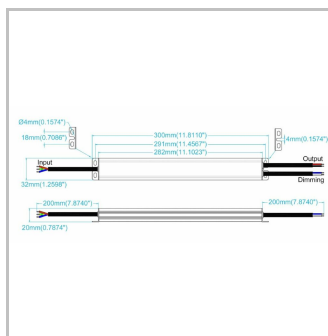 Ø4mm(0.1574")
18mm(0.7086")
300mm(11.8110")
291mm(11.4567")
282mm(11.1023")
4mm(0.1574")
Input
Output
Dimming
32mm(1.2598")
200mm(7.8740")
200mm(7.8740")
20mm(0.7874")